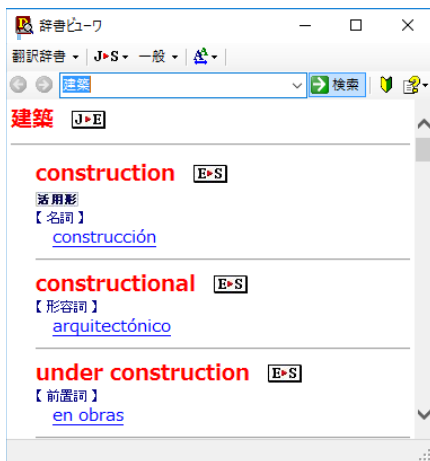 辞書ビューワ
翻訳辞書 J▶S 一般 A
建築 検索
建築 J▶E
construction E▶S
活用形
【 名詞 】
construcción
constructional E▶S
【 形容詞 】
arquitectónico
under construction E▶S
【 前置詞 】
en obras